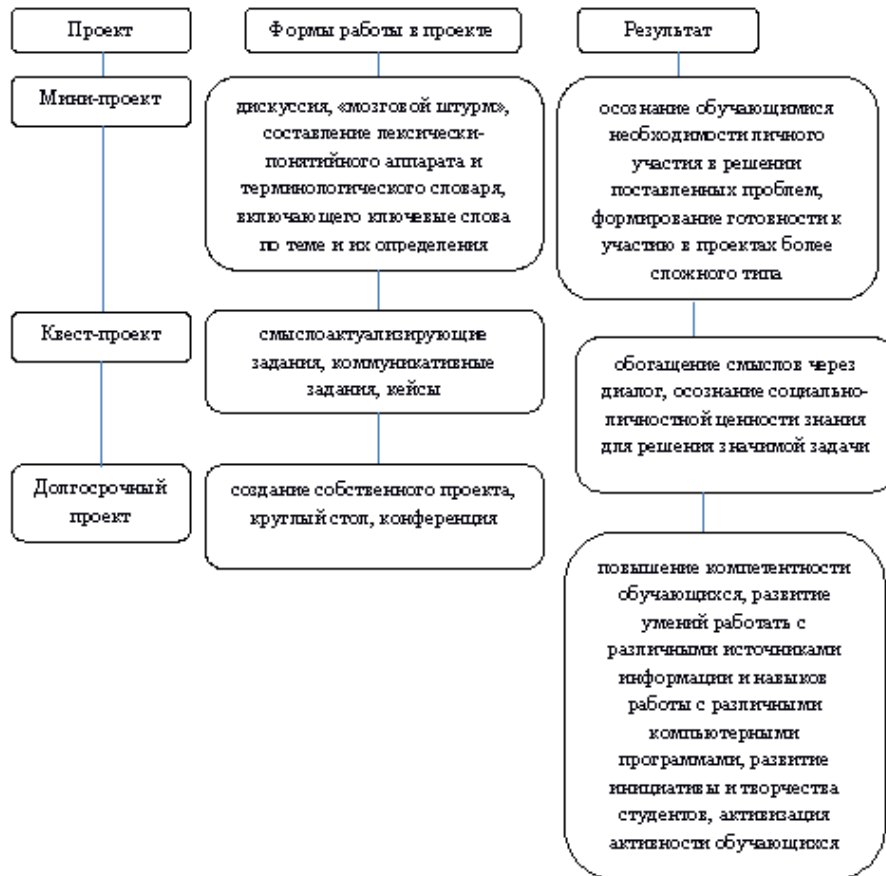 Проект
Формы работы в проекте
Результат
Мини-проект
дискуссия, «мозговой штурм»,
составление лексически-
понятийного аппарата и
терминологического словаря,
включающего ключевые слова
по теме и их определения
осознание обучающимися
необходимости личного
участия в решении
поставленных проблем,
формирование готовности к
участию в проектах более
сложного типа
Квест-проект
смыслоактуализирующие
задания, коммуникативные
задания, кейсы
обогащение смыслов через
диалог, осознание социально-
личностной ценности знания
для решения значимой задачи
Долгосрочный
проект
создание собственного проекта,
круглый стол, конференция
повышение компетентности
обучающихся, развитие
умений работать с
различными источниками
информации и навыков
работы с различными
компьютерными
программами, развитие
инициативы и творчества
студентов, активизация
активности обучающихся